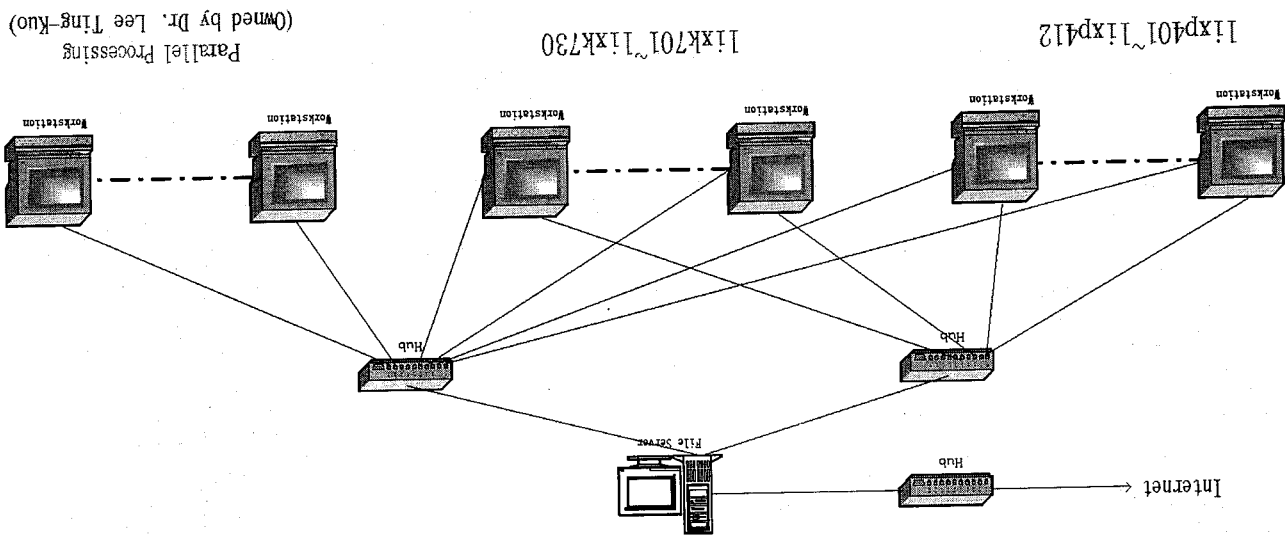 Internet
Hub
File Server
Hub
Hub
Workstation
Workstation
Workstation
Workstation
Workstation
Workstation
lixp401~lixp412
lixk701~lixk730
Parallel Processing
(Owned by Dr. Lee Ting-Kuo)